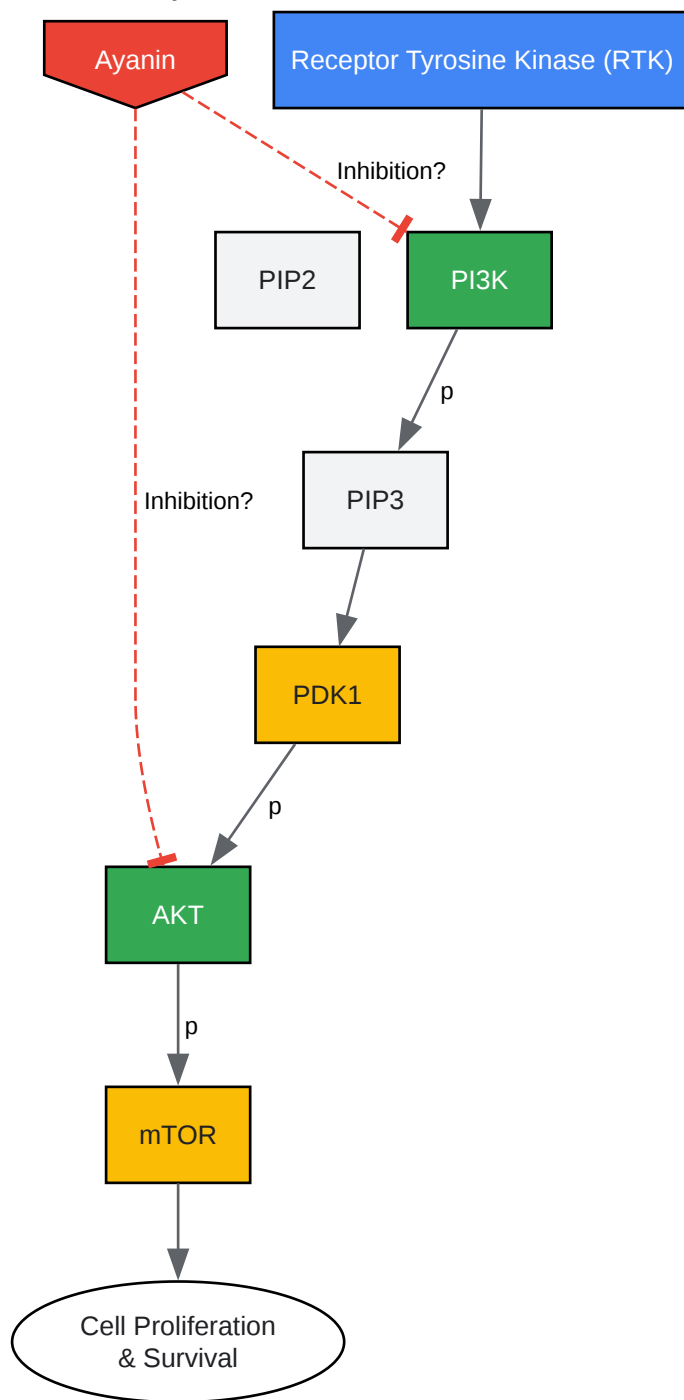 Ayanin
Receptor Tyrosine Kinase (RTK)
Inhibition?
PIP2
PI3K
p
PIP3
Inhibition?
PDK1
p
AKT
p
mTOR
Cell Proliferation
& Survival